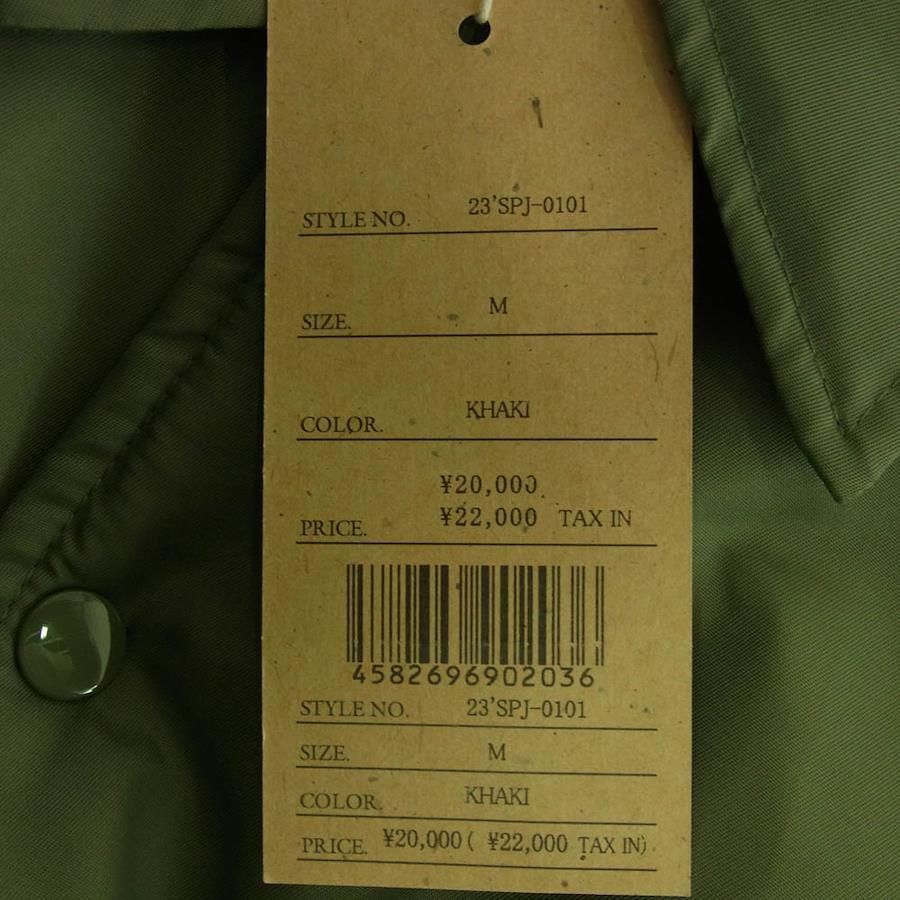 STYLE NO. 23'SPJ-0101
SIZE. M
COLOR. KHAKI
¥20,000
PRICE. ¥22,000 TAX IN
4582696902036
STYLE NO. 23'SPJ-0101
SIZE. M
COLOR. KHAKI
PRICE. ¥20,000 ( ¥22,000 TAX IN)